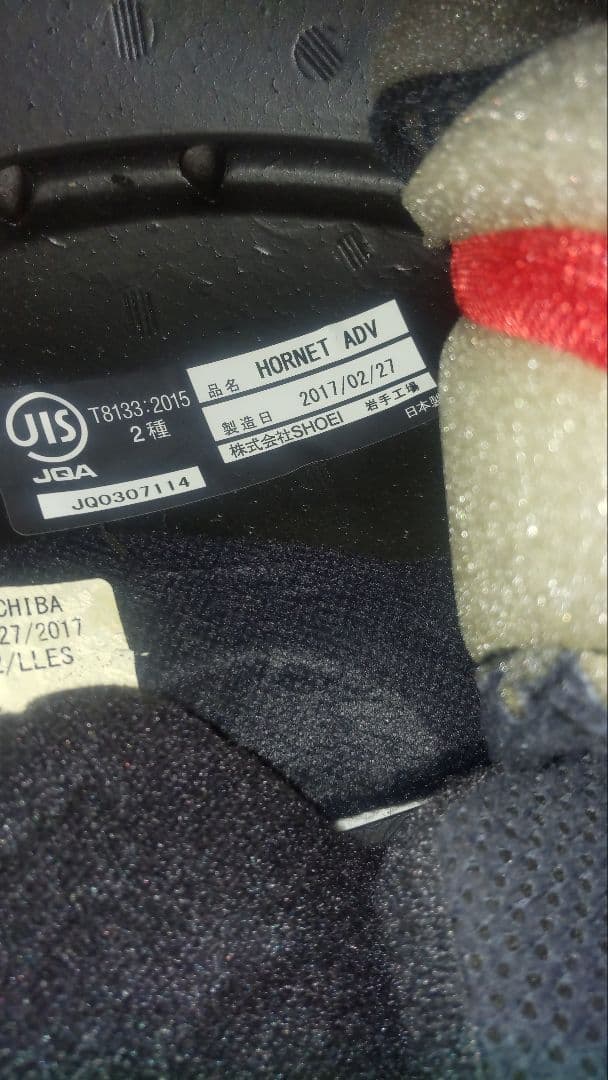 JIS
T8133:2015
2種
JQA
JQ0307114
品名 HORNET ADV
製造日 2017/02/27
株式会社SHOEI 岩手工場
日本製
CHIBA
27/2017
/LLES